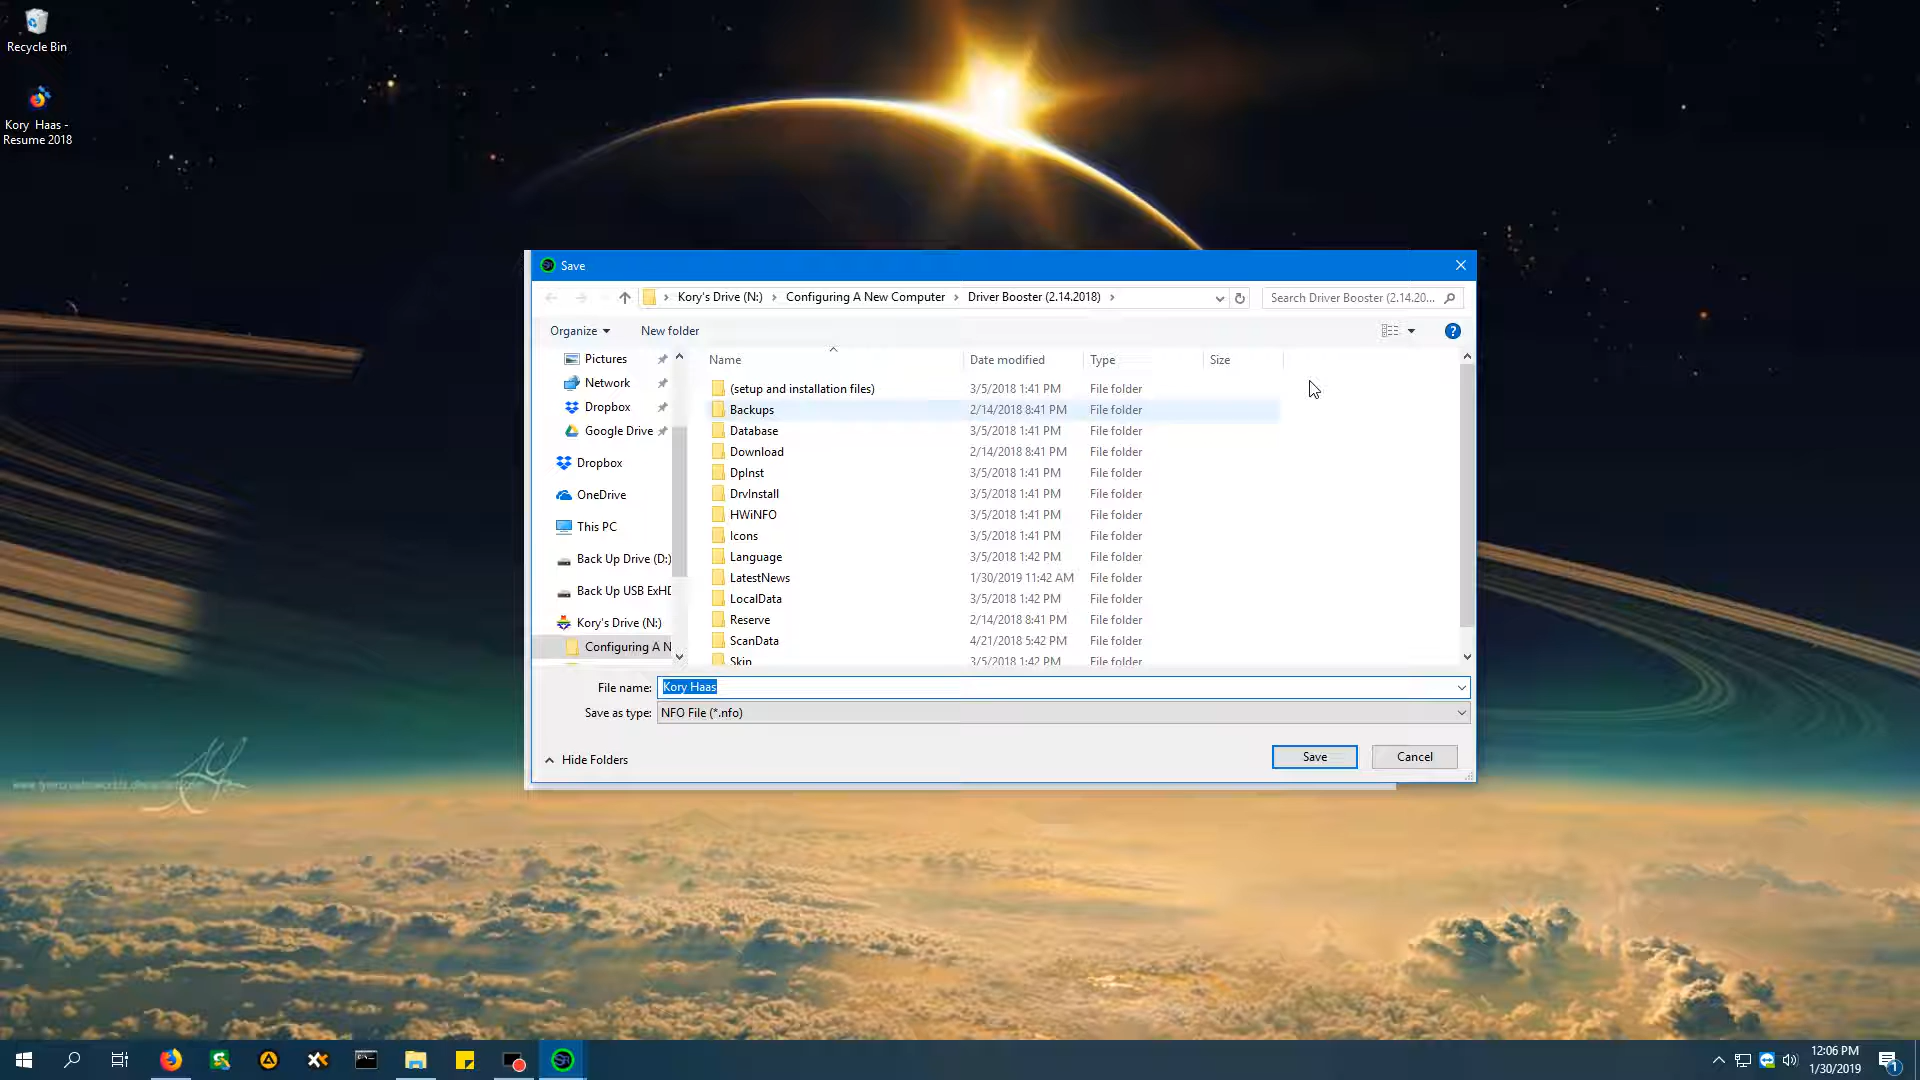 Recycle Bin
Kory Haas -
Resume 2018
Save
Kory's Drive (N:)
Configuring A New Computer
Driver Booster (2.14.2018)
Search Driver Booster (2.14.20...
Organize
New folder
Name
Date modified
Type
Size
Pictures
Network
Dropbox
Google Drive
Dropbox
OneDrive
This PC
Back Up Drive (D:)
Back Up USB ExHD
Kory's Drive (N:)
Configuring A N
(setup and installation files) 3/5/2018 1:41 PM File folder
Backups 2/14/2018 8:41 PM File folder
Database 3/5/2018 1:41 PM File folder
Download 2/14/2018 8:41 PM File folder
DpInst 3/5/2018 1:41 PM File folder
DrvInstall 3/5/2018 1:41 PM File folder
HWiNFO 3/5/2018 1:41 PM File folder
Icons 3/5/2018 1:41 PM File folder
Language 3/5/2018 1:42 PM File folder
LatestNews 1/30/2019 11:42 AM File folder
LocalData 3/5/2018 1:42 PM File folder
Reserve 2/14/2018 8:41 PM File folder
ScanData 4/21/2018 5:42 PM File folder
Skin 3/5/2018 1:42 PM File folder
File name: Kory Haas
Save as type: NFO File (*.nfo)
Hide Folders
Save
Cancel
12:06 PM
1/30/2019
1